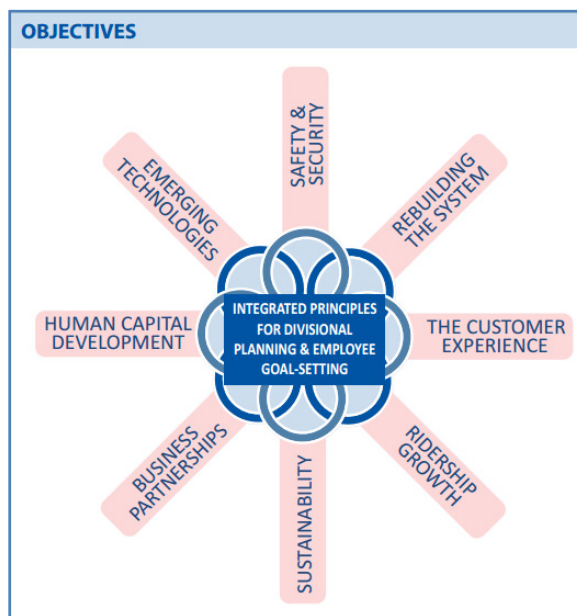 OBJECTIVES
SAFETY &
SECURITY
REBUILDING
THE SYSTEM
THE CUSTOMER
EXPERIENCE
RIDERSHIP
GROWTH
SUSTAINABILITY
BUSINESS
PARTNERSHIPS
HUMAN CAPITAL
DEVELOPMENT
EMERGING
TECHNOLOGIES
INTEGRATED PRINCIPLES
FOR DIVISIONAL
PLANNING & EMPLOYEE
GOAL-SETTING